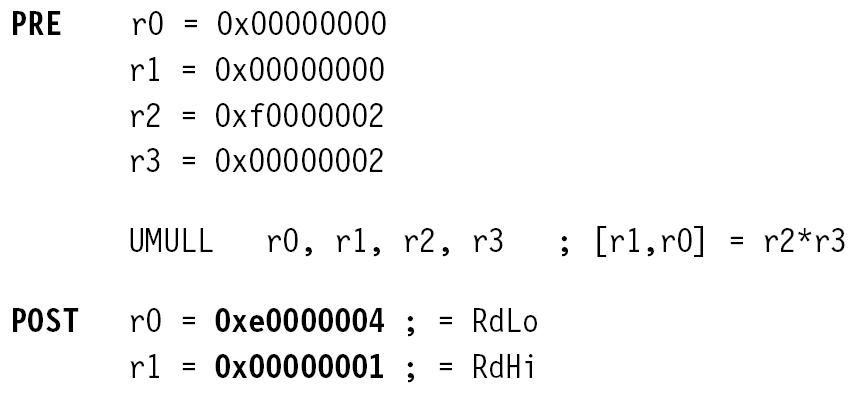 PRE r0 = 0x00000000
r1 = 0x00000000
r2 = 0xf0000002
r3 = 0x00000002
UMULL r0, r1, r2, r3 ; [r1,r0] = r2*r3
POST r0 = 0xe0000004 ; = RdLo
r1 = 0x00000001 ; = RdHi